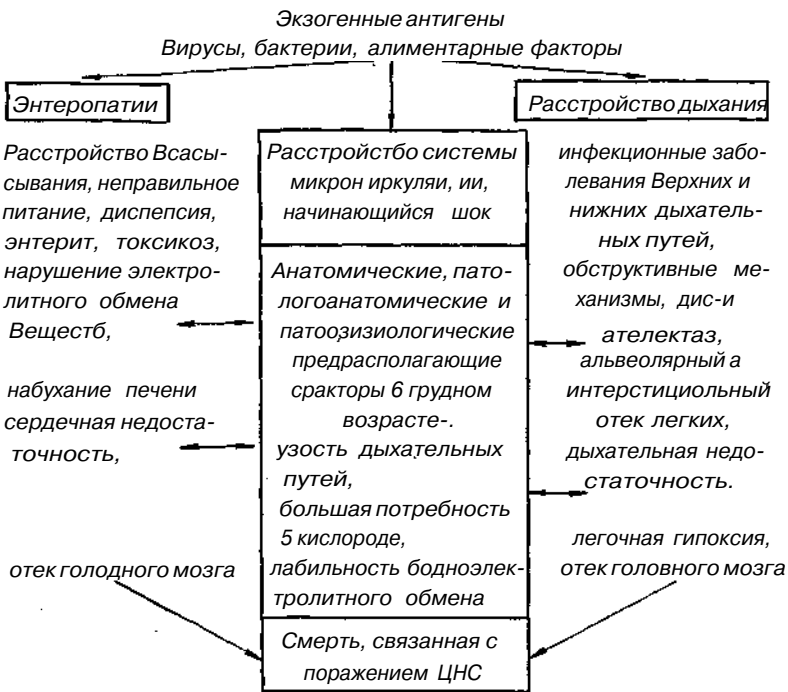 Экзогенные антигены
Вирусы, бактерии, алиментарные факторы
Энтеропатии
Расстройство дыхания
Расстройство Всасы-
сывания, неправильное
питание, диспепсия,
энтерит, токсикоз,
нарушение электро-
литного обмена
Веществ,
набухание печени
сердечная недоста-
точность,
отек голодного мозга
Расстройстбо системы
микрон иркуляи, ии,
начинающийся шок
Анатомические, пато-
логоанатомические и
патоозизиологические
предрасполагающие
сракторы 6 грудном
возрасте-.
узость дыхательных
путей,
большая потребность
5 кислороде,
лабильность бодноэлек-
тролитного обмена
Смерть, связанная с
поражением ЦНС
инфекционные забо-
левания Верхних и
нижних дыхатель-
ных путей,
обструктивные ме-
ханизмы, дис-и
ателектаз,
альвеолярный а
интерстициольный
отек легких,
дыхательная недо-
статочность.
легочная гипоксия,
отек головного мозга